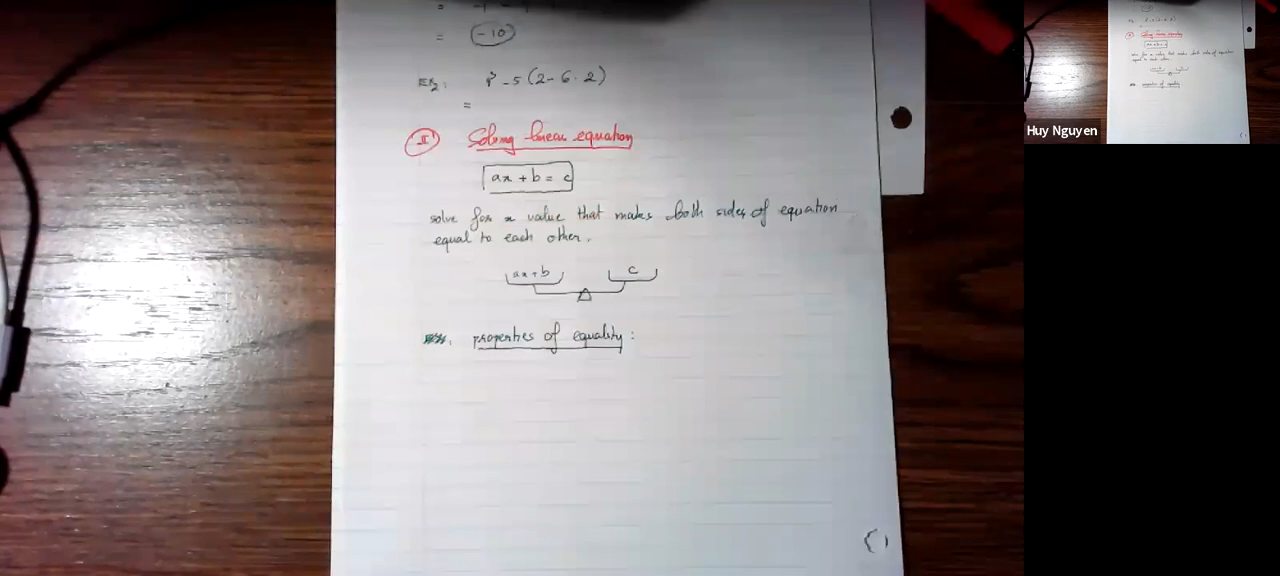 = (-10)
Ex2: 8 - 5 (2 - 6 · 2)
=
II Solving linear equation
ax + b = c
solve for x value that makes both sides of equation
equal to each other.
ax + b c
properties of equality :
Huy Nguyen